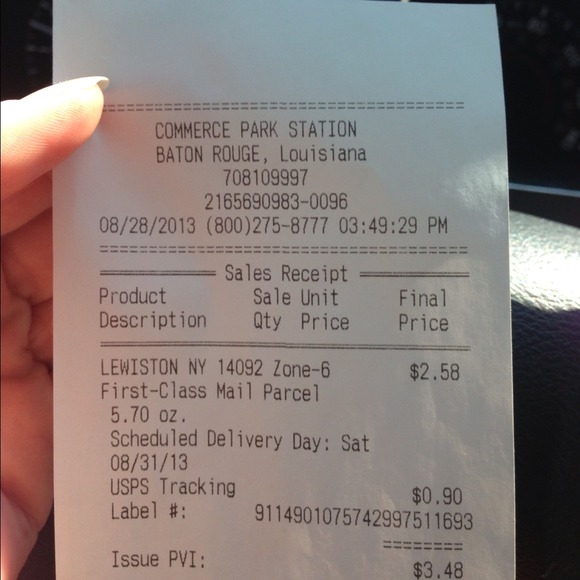 ========================================
COMMERCE PARK STATION
BATON ROUGE, Louisiana
708109997
2165690983-0096
08/28/2013 (800)275-8777 03:49:29 PM
========================================
Sales Receipt
Product Sale Unit Final
Description Qty Price Price
LEWISTON NY 14092 Zone-6 $2.58
First-Class Mail Parcel
5.70 oz.
Scheduled Delivery Day: Sat
08/31/13
USPS Tracking $0.90
Label #: 9114901075742997511693
========
Issue PVI: $3.48